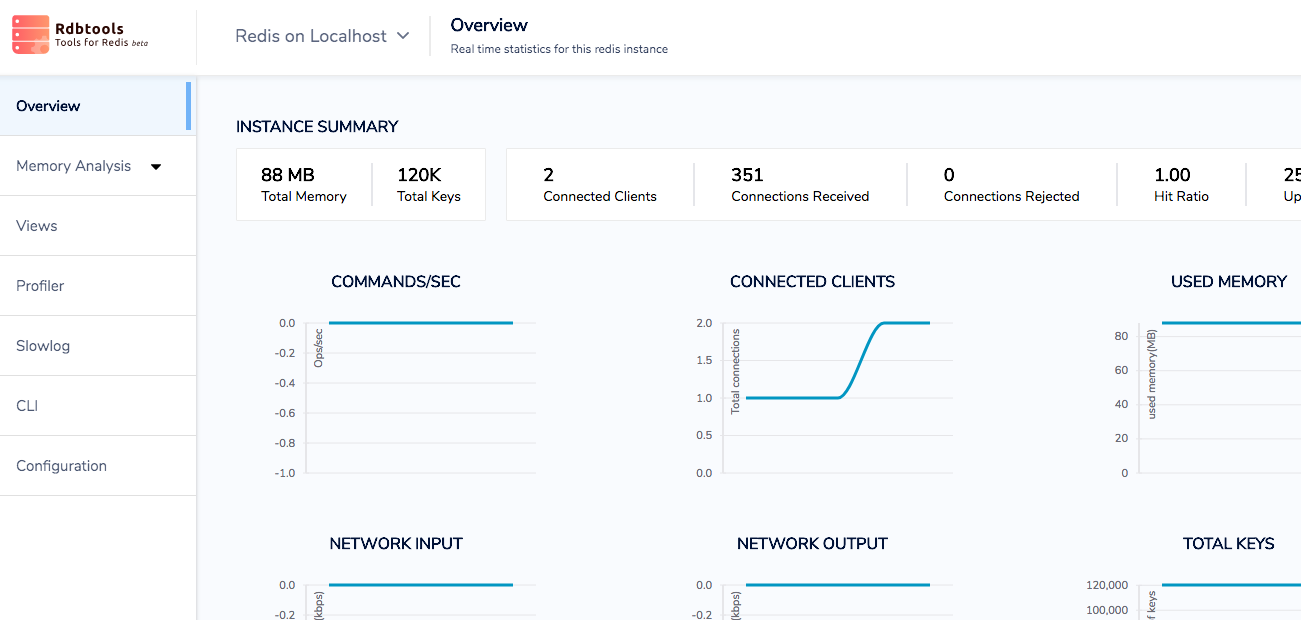 Rdbtools
Tools for Redis beta
Redis on Localhost
Overview
Real time statistics for this redis instance
Overview
Memory Analysis
Views
Profiler
Slowlog
CLI
Configuration
INSTANCE SUMMARY
88 MB
Total Memory
120K
Total Keys
2
Connected Clients
351
Connections Received
0
Connections Rejected
1.00
Hit Ratio
25
Up
COMMANDS/SEC
0.0
-0.2
-0.4
-0.6
-0.8
-1.0
Ops/sec
CONNECTED CLIENTS
2.0
1.5
1.0
0.5
0.0
Total connections
USED MEMORY
80
60
40
20
0
used memory(MB)
NETWORK INPUT
0.0
-0.2
(kbps)
NETWORK OUTPUT
0.0
-0.2
(kbps)
TOTAL KEYS
120,000
100,000
f keys